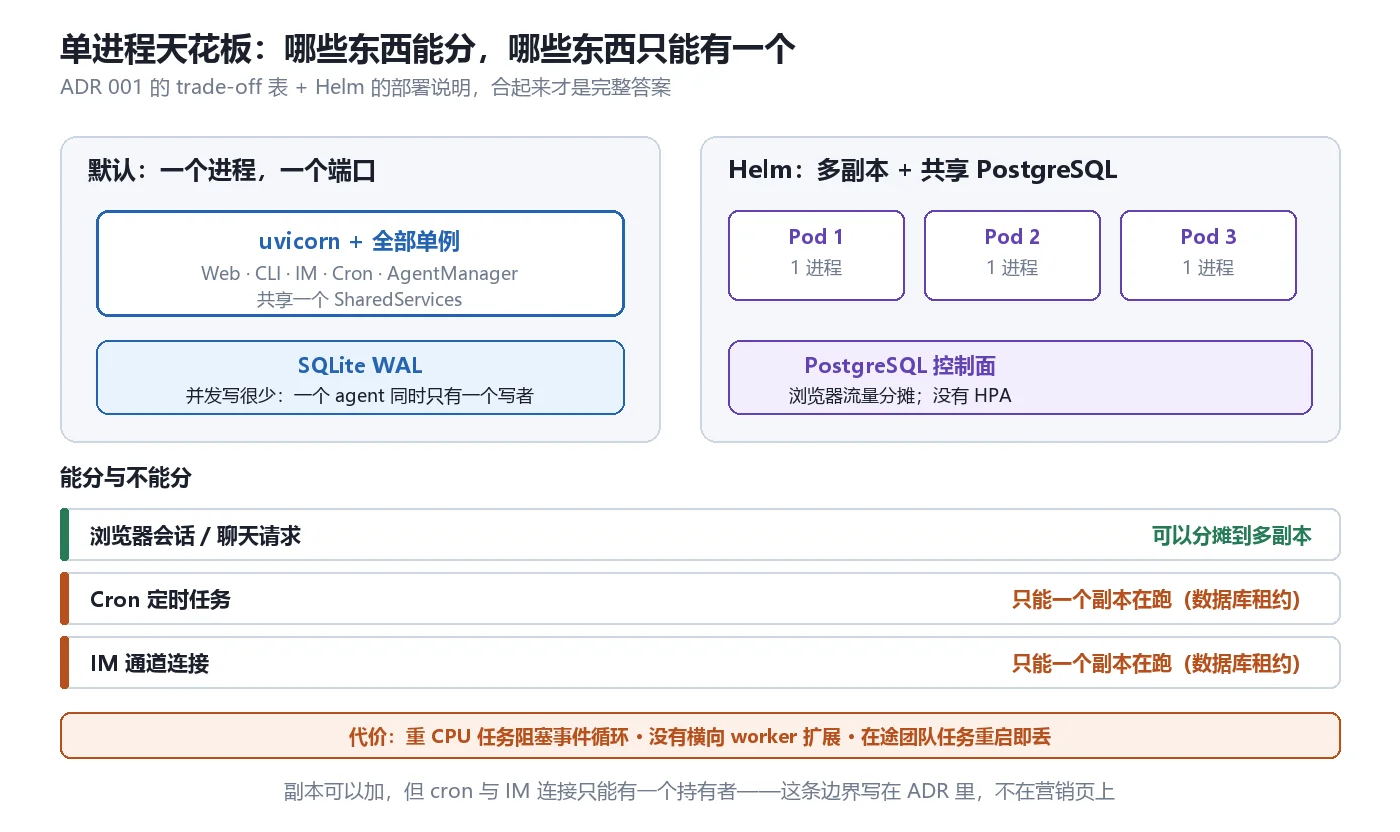 单进程天花板：哪些东西能分，哪些东西只能有一个
ADR 001 的 trade-off 表 + Helm 的部署说明，合起来才是完整答案
默认：一个进程，一个端口
uvicorn + 全部单例
Web · CLI · IM · Cron · AgentManager
共享一个 SharedServices
SQLite WAL
并发写很少：一个 agent 同时只有一个写者
Helm：多副本 + 共享 PostgreSQL
Pod 1
1 进程
Pod 2
1 进程
Pod 3
1 进程
PostgreSQL 控制面
浏览器流量分摊；没有 HPA
能分与不能分
浏览器会话 / 聊天请求
可以分摊到多副本
Cron 定时任务
只能一个副本在跑（数据库租约）
IM 通道连接
只能一个副本在跑（数据库租约）
代价：重 CPU 任务阻塞事件循环 · 没有横向 worker 扩展 · 在途团队任务重启即丢
副本可以加，但 cron 与 IM 连接只能有一个持有者——这条边界写在 ADR 里，不在营销页上